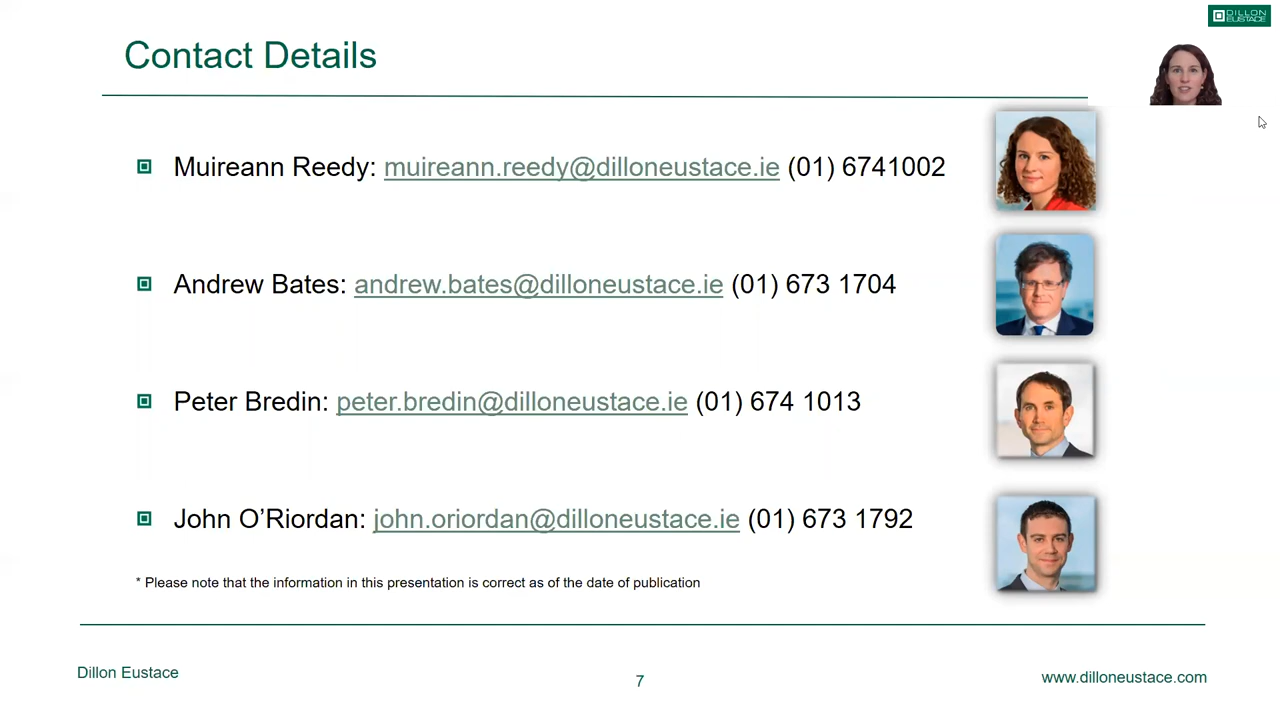 DILLON
EUSTACE
Contact Details
Muireann Reedy: muireann.reedy@dilloneustace.ie (01) 6741002
Andrew Bates: andrew.bates@dilloneustace.ie (01) 673 1704
Peter Bredin: peter.bredin@dilloneustace.ie (01) 674 1013
John O’Riordan: john.oriordan@dilloneustace.ie (01) 673 1792
* Please note that the information in this presentation is correct as of the date of publication
Dillon Eustace
7
www.dilloneustace.com